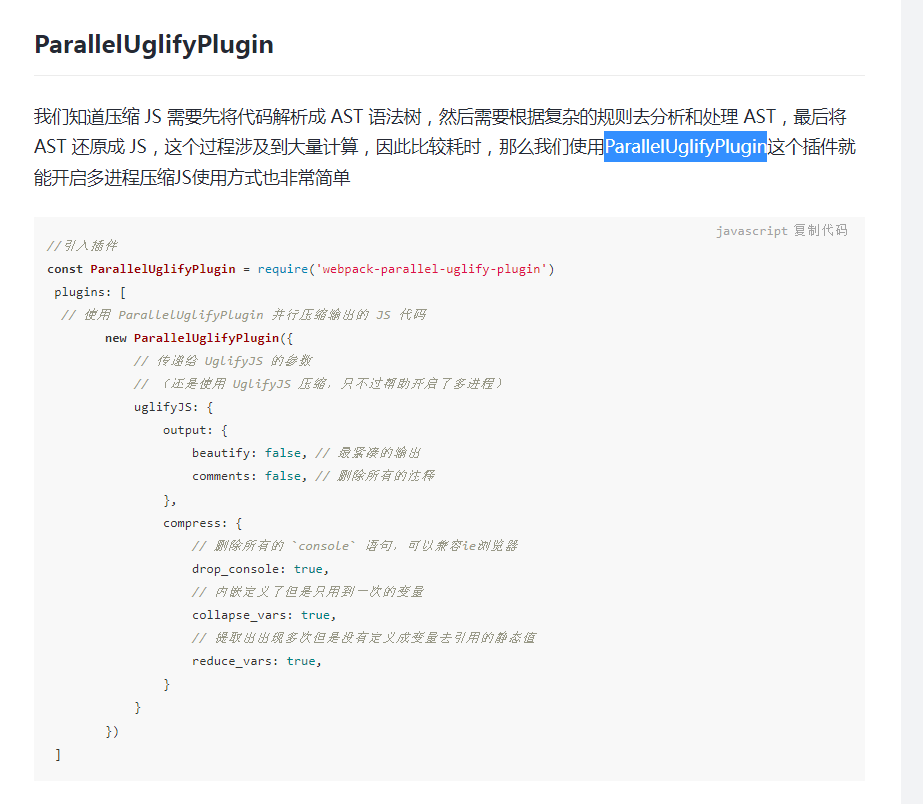 ParallelUglifyPlugin
我们知道压缩 JS 需要先将代码解析成 AST 语法树，然后需要根据复杂的规则去分析和处理 AST，最后将
AST 还原成 JS，这个过程涉及到大量计算，因此比较耗时，那么我们使用ParallelUglifyPlugin这个插件就
能开启多进程压缩JS使用方式也非常简单
javascript 复制代码
//引入插件
const ParallelUglifyPlugin = require('webpack-parallel-uglify-plugin')
plugins: [
// 使用 ParallelUglifyPlugin 并行压缩输出的 JS 代码
new ParallelUglifyPlugin({
// 传递给 UglifyJS 的参数
// （还是使用 UglifyJS 压缩，只不过帮助开启了多进程）
uglifyJS: {
output: {
beautify: false, // 最紧凑的输出
comments: false, // 删除所有的注释
},
compress: {
// 删除所有的 `console` 语句，可以兼容ie浏览器
drop_console: true,
// 内嵌定义了但是只用到一次的变量
collapse_vars: true,
// 提取出出现多次但是没有定义成变量去引用的静态值
reduce_vars: true,
}
}
})
]